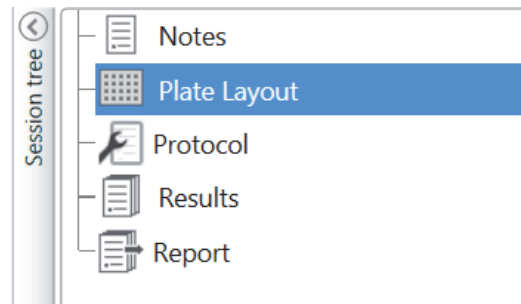 Session tree
Notes
Plate Layout
Protocol
Results
Report